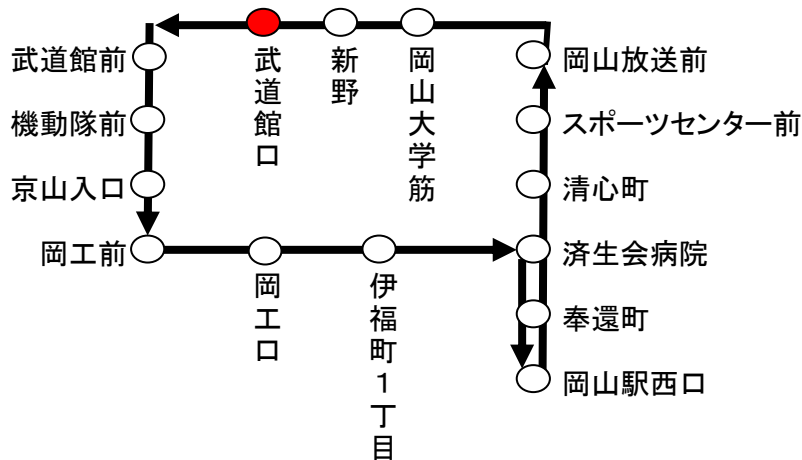 武道館前
機動隊前
京山入口
岡工前
武道館口
新野
岡山大学筋
岡山放送前
スポーツセンター前
清心町
済生会病院
奉還町
岡山駅西口
岡工口
伊福町１丁目